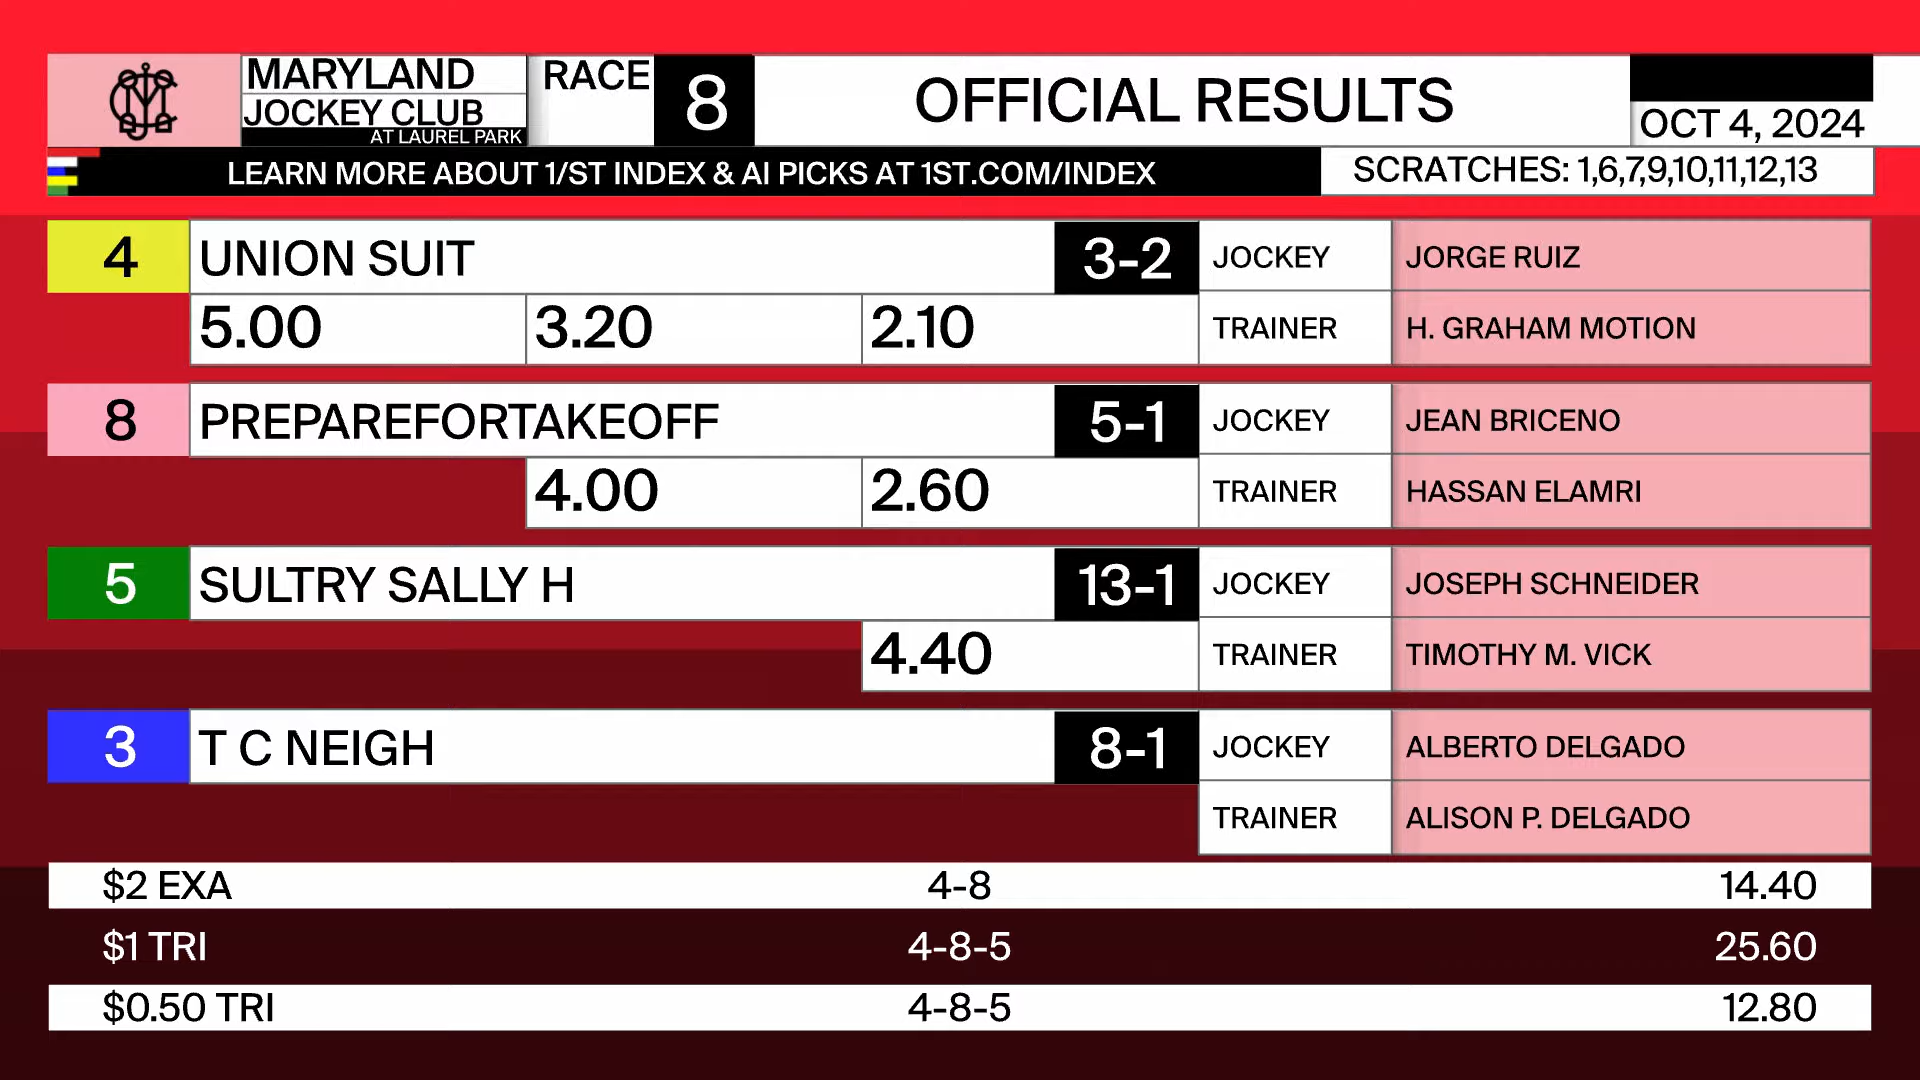 MARYLAND
JOCKEY CLUB
AT LAUREL PARK
RACE 8
OFFICIAL RESULTS
OCT 4, 2024
LEARN MORE ABOUT 1/ST INDEX & AI PICKS AT 1ST.COM/INDEX
SCRATCHES: 1,6,7,9,10,11,12,13
4 UNION SUIT 3-2 JOCKEY JORGE RUIZ
5.00 3.20 2.10 TRAINER H. GRAHAM MOTION
8 PREPAREFORTAKEOFF 5-1 JOCKEY JEAN BRICENO
4.00 2.60 TRAINER HASSAN ELAMRI
5 SULTRY SALLY H 13-1 JOCKEY JOSEPH SCHNEIDER
4.40 TRAINER TIMOTHY M. VICK
3 T C NEIGH 8-1 JOCKEY ALBERTO DELGADO
TRAINER ALISON P. DELGADO
$2 EXA 4-8 14.40
$1 TRI 4-8-5 25.60
$0.50 TRI 4-8-5 12.80